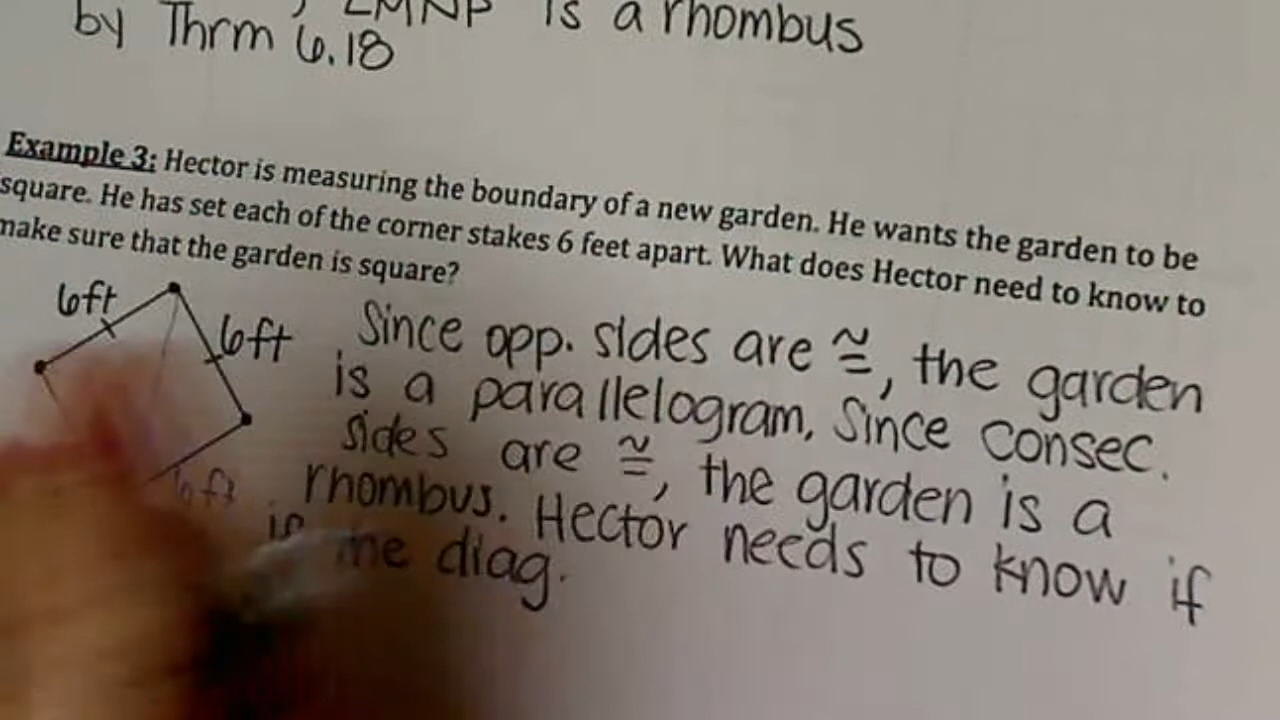 , LMNP is a rhombus
by Thrm 6.18
Example 3: Hector is measuring the boundary of a new garden. He wants the garden to be
square. He has set each of the corner stakes 6 feet apart. What does Hector need to know to
make sure that the garden is square?
6ft
6ft
6ft
Since opp. sides are ≅, the garden
is a parallelogram. Since consec.
sides are ≅, the garden is a
rhombus. Hector needs to know if
the diag.